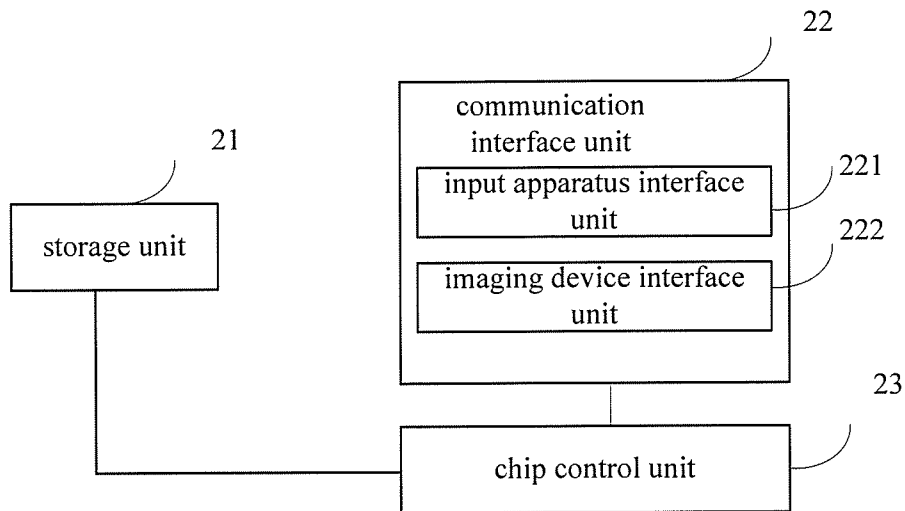 22
communication
interface unit
21
input apparatus interface
unit
221
storage unit
222
imaging device interface
unit
23
chip control unit